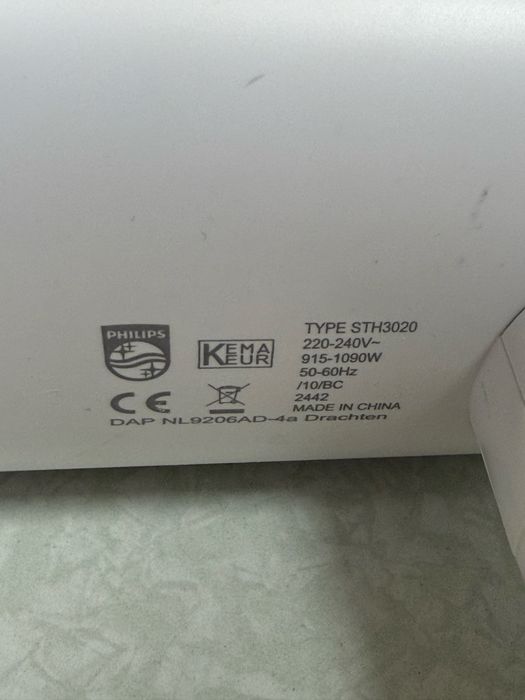 PHILIPS
KEMA
KEUR
TYPE STH3020
220-240V~
915-1090W
50-60Hz
/10/BC
2442
MADE IN CHINA
CE
DAP NL9206AD-4a Drachten